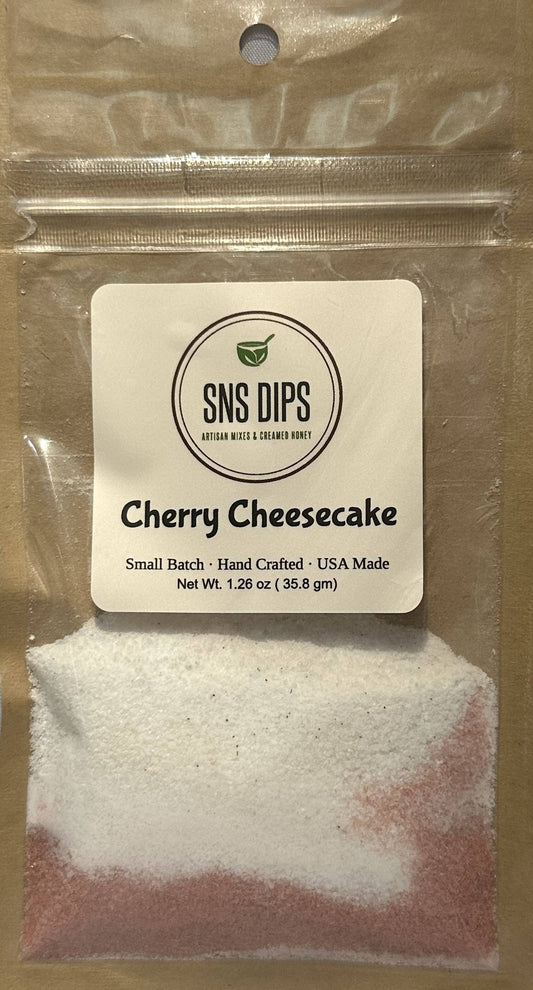 SNS DIPS
ARTISAN MIXES & CREAMED HONEY
Cherry Cheesecake
Small Batch · Hand Crafted · USA Made
Net Wt. 1.26 oz ( 35.8 gm)